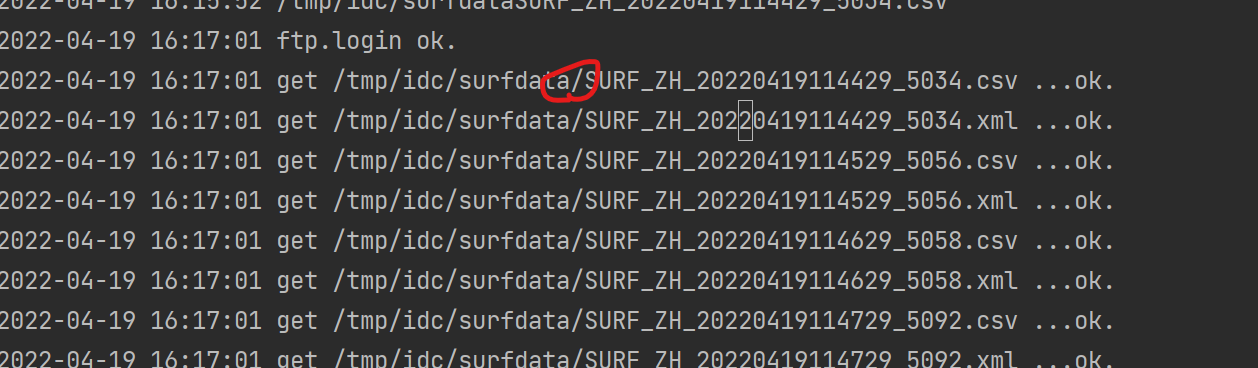 2022-04-19 16:15:52 /tmp/idc/surfdataSURF_ZH_20220419114429_5034.csv
2022-04-19 16:17:01 ftp.login ok.
2022-04-19 16:17:01 get /tmp/idc/surfdata/SURF_ZH_20220419114429_5034.csv ...ok.
2022-04-19 16:17:01 get /tmp/idc/surfdata/SURF_ZH_20220419114429_5034.xml ...ok.
2022-04-19 16:17:01 get /tmp/idc/surfdata/SURF_ZH_20220419114529_5056.csv ...ok.
2022-04-19 16:17:01 get /tmp/idc/surfdata/SURF_ZH_20220419114529_5056.xml ...ok.
2022-04-19 16:17:01 get /tmp/idc/surfdata/SURF_ZH_20220419114629_5058.csv ...ok.
2022-04-19 16:17:01 get /tmp/idc/surfdata/SURF_ZH_20220419114629_5058.xml ...ok.
2022-04-19 16:17:01 get /tmp/idc/surfdata/SURF_ZH_20220419114729_5092.csv ...ok.
2022-04-19 16:17:01 get /tmp/idc/surfdata/SURF_ZH_20220419114729_5092.xml ...ok.